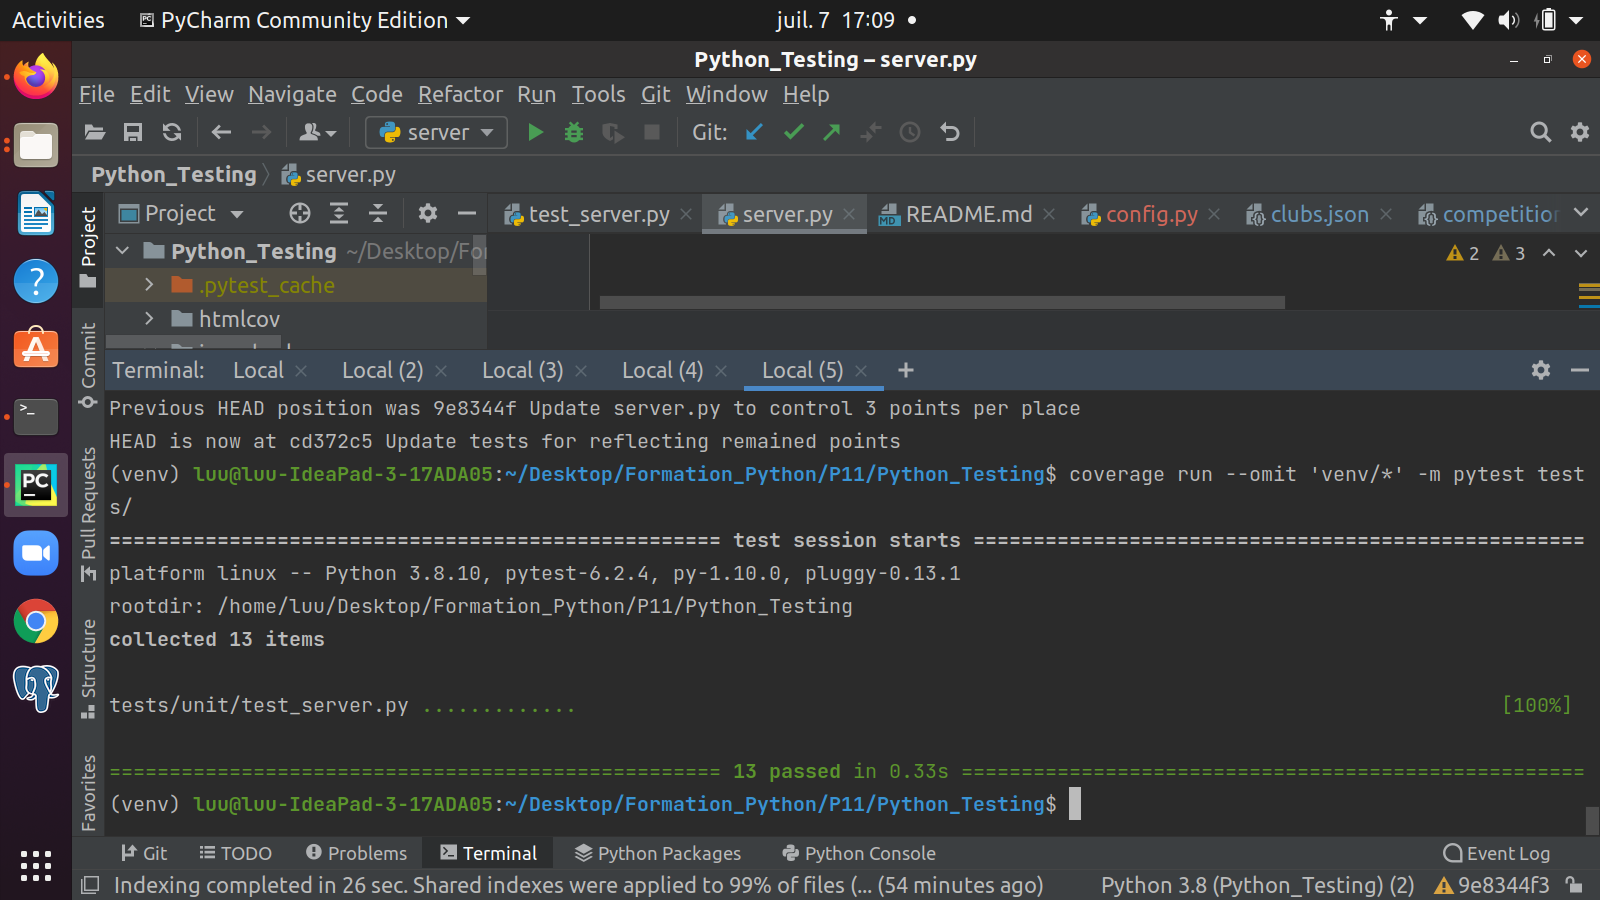 Activities
PyCharm Community Edition
juil. 7 17:09
Python_Testing – server.py
File Edit View Navigate Code Refactor Run Tools Git Window Help
server
Git:
Python_Testing
server.py
Project
test_server.py
server.py
README.md
config.py
clubs.json
competition
Python_Testing ~/Desktop/For
2
3
.pytest_cache
htmlcov
Project
Commit
Pull Requests
Structure
Favorites
Terminal: Local Local (2) Local (3) Local (4) Local (5) +
Previous HEAD position was 9e8344f Update server.py to control 3 points per place
HEAD is now at cd372c5 Update tests for reflecting remained points
(venv) luu@luu-IdeaPad-3-17ADA05:~/Desktop/Formation_Python/P11/Python_Testing$ coverage run --omit 'venv/*' -m pytest test
s/
=================================================== test session starts ===================================================
platform linux -- Python 3.8.10, pytest-6.2.4, py-1.10.0, pluggy-0.13.1
rootdir: /home/luu/Desktop/Formation_Python/P11/Python_Testing
collected 13 items
tests/unit/test_server.py ............. [100%]
=================================================== 13 passed in 0.33s ====================================================
(venv) luu@luu-IdeaPad-3-17ADA05:~/Desktop/Formation_Python/P11/Python_Testing$
Git TODO Problems Terminal Python Packages Python Console Event Log
Indexing completed in 26 sec. Shared indexes were applied to 99% of files (... (54 minutes ago) Python 3.8 (Python_Testing) (2) 9e8344f3